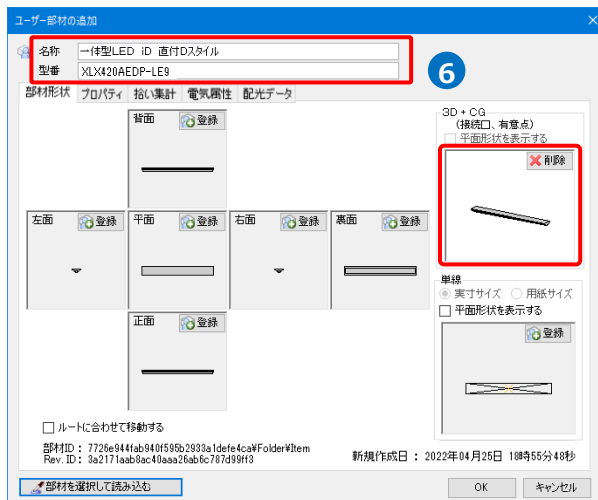 ユーザー部材の追加
名称 一体型LED iD 直付Dスタイル
型番 XLX420AEDP-LE9
6
部材形状 プロパティ 拾い集計 電気属性 配光データ
3D + CG
(接続口、有意点)
平面形状を表示する
削除
背面 登録
左面 登録 平面 登録 右面 登録 裏面 登録
単線
実寸サイズ 用紙サイズ
平面形状を表示する
登録
正面 登録
ルートに合わせて移動する
部材ID : 7726e944fab940f595b2933a1defe4ca¥Folder¥Item
Rev. ID : 3a2171aab8ac40aaa26ab6c787d99ff3
新規作成日 : 2022年04月25日 18時55分48秒
部材を選択して読み込む OK キャンセル